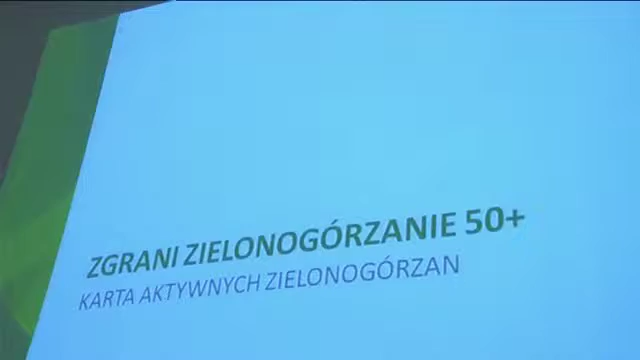 ZGRANI ZIELONOGÓRZANIE 50+
KARTA AKTYWNYCH ZIELONOGÓRZAN